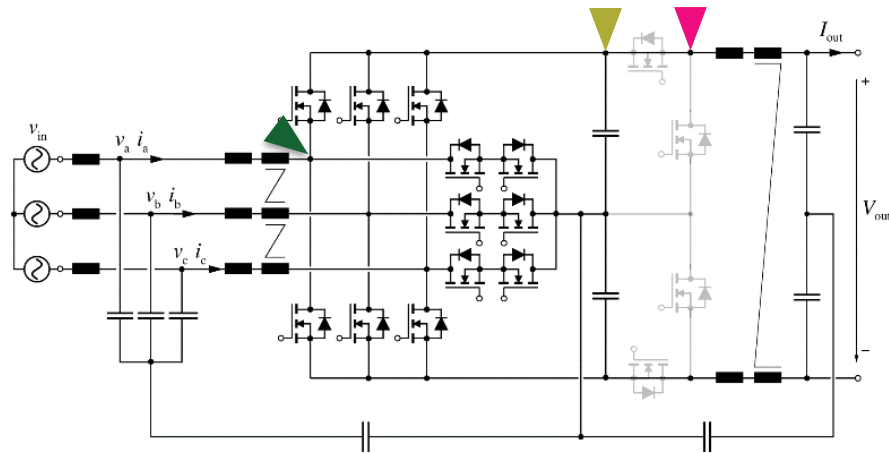 I_out
v_in
v_a i_a
+
v_b i_b
V_out
v_c i_c
−